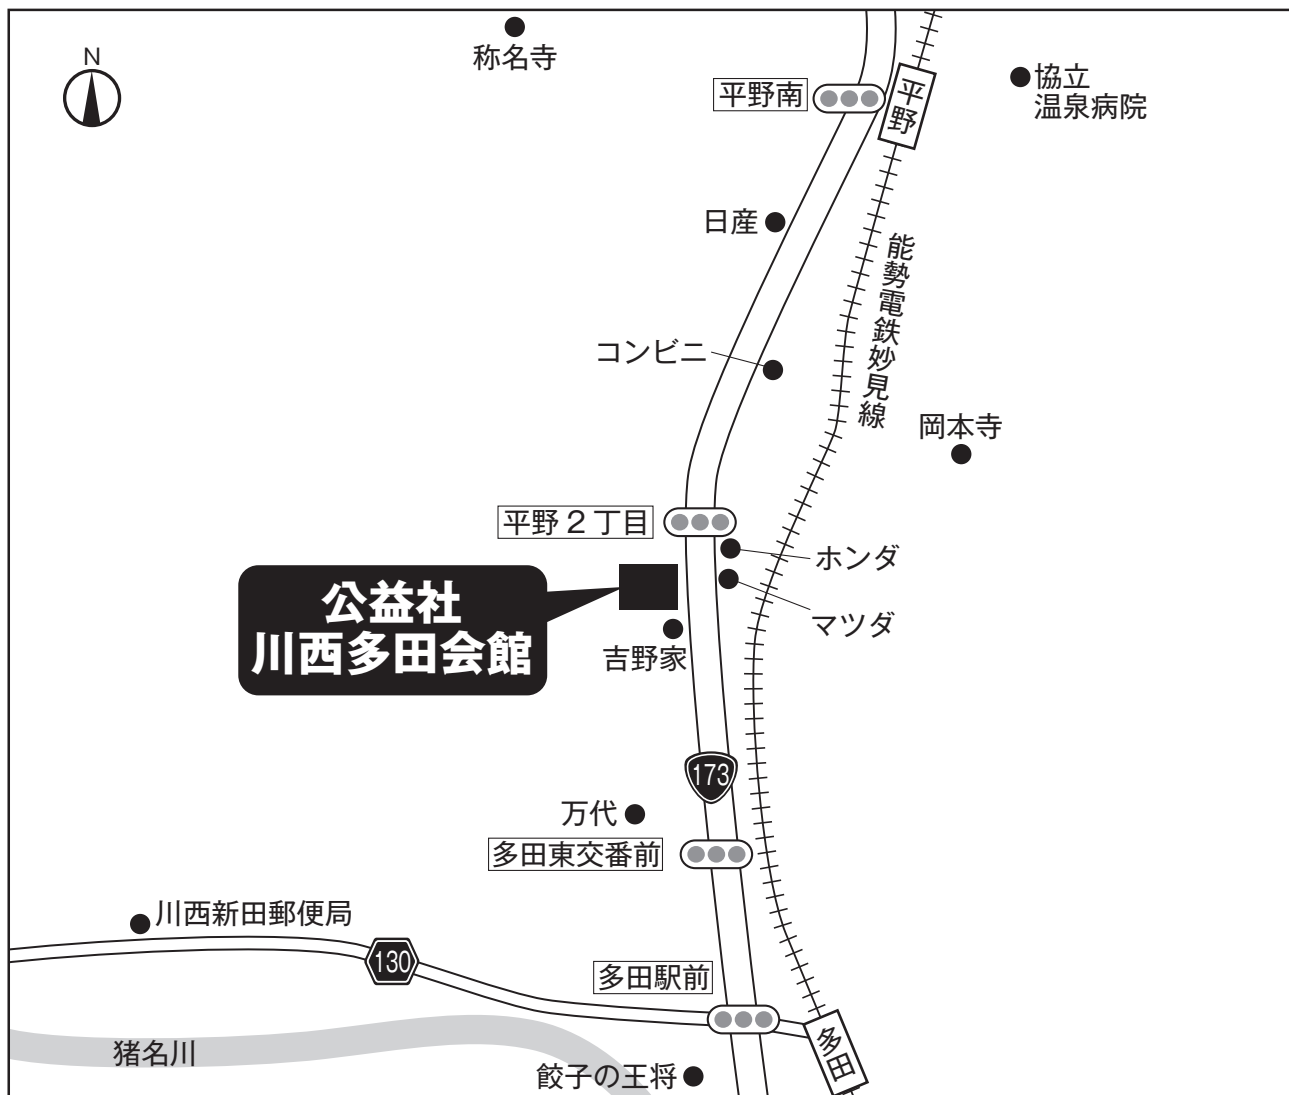 N
称名寺
平野南
平野
協立
温泉病院
日産
能勢電鉄妙見線
コンビニ
岡本寺
平野2丁目
ホンダ
公益社
川西多田会館
マツダ
吉野家
173
万代
多田東交番前
川西新田郵便局
130
多田駅前
猪名川
多田
餃子の王将